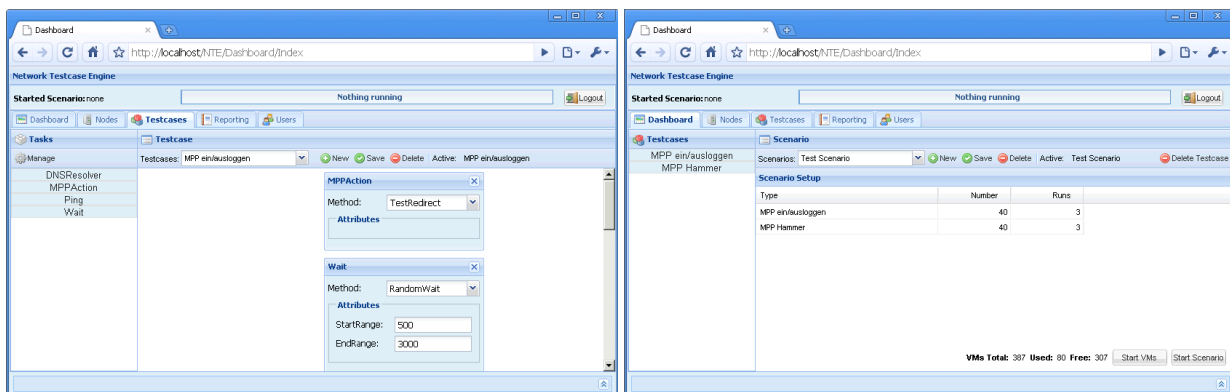 Dashboard
http://localhost/NTE/Dashboard/Index
Network Testcase Engine
Started Scenario: none
Nothing running
Logout
Dashboard Nodes Testcases Reporting Users
Tasks
Manage
DNSResolver
MPPAction
Ping
Wait
Testcase
Testcases: MPP ein/ausloggen New Save Delete Active: MPP ein/ausloggen
MPPAction
Method: TestRedirect
Attributes
Wait
Method: RandomWait
Attributes
StartRange: 500
EndRange: 3000
Dashboard
http://localhost/NTE/Dashboard/Index
Network Testcase Engine
Started Scenario: none
Nothing running
Logout
Dashboard Nodes Testcases Reporting Users
Testcases
MPP ein/ausloggen
MPP Hammer
Scenario
Scenarios: Test Scenario New Save Delete Active: Test Scenario Delete Testcase
Scenario Setup
Type Number Runs
MPP ein/ausloggen 40 3
MPP Hammer 40 3
VMs Total: 387 Used: 80 Free: 307 Start VMs Start Scenario